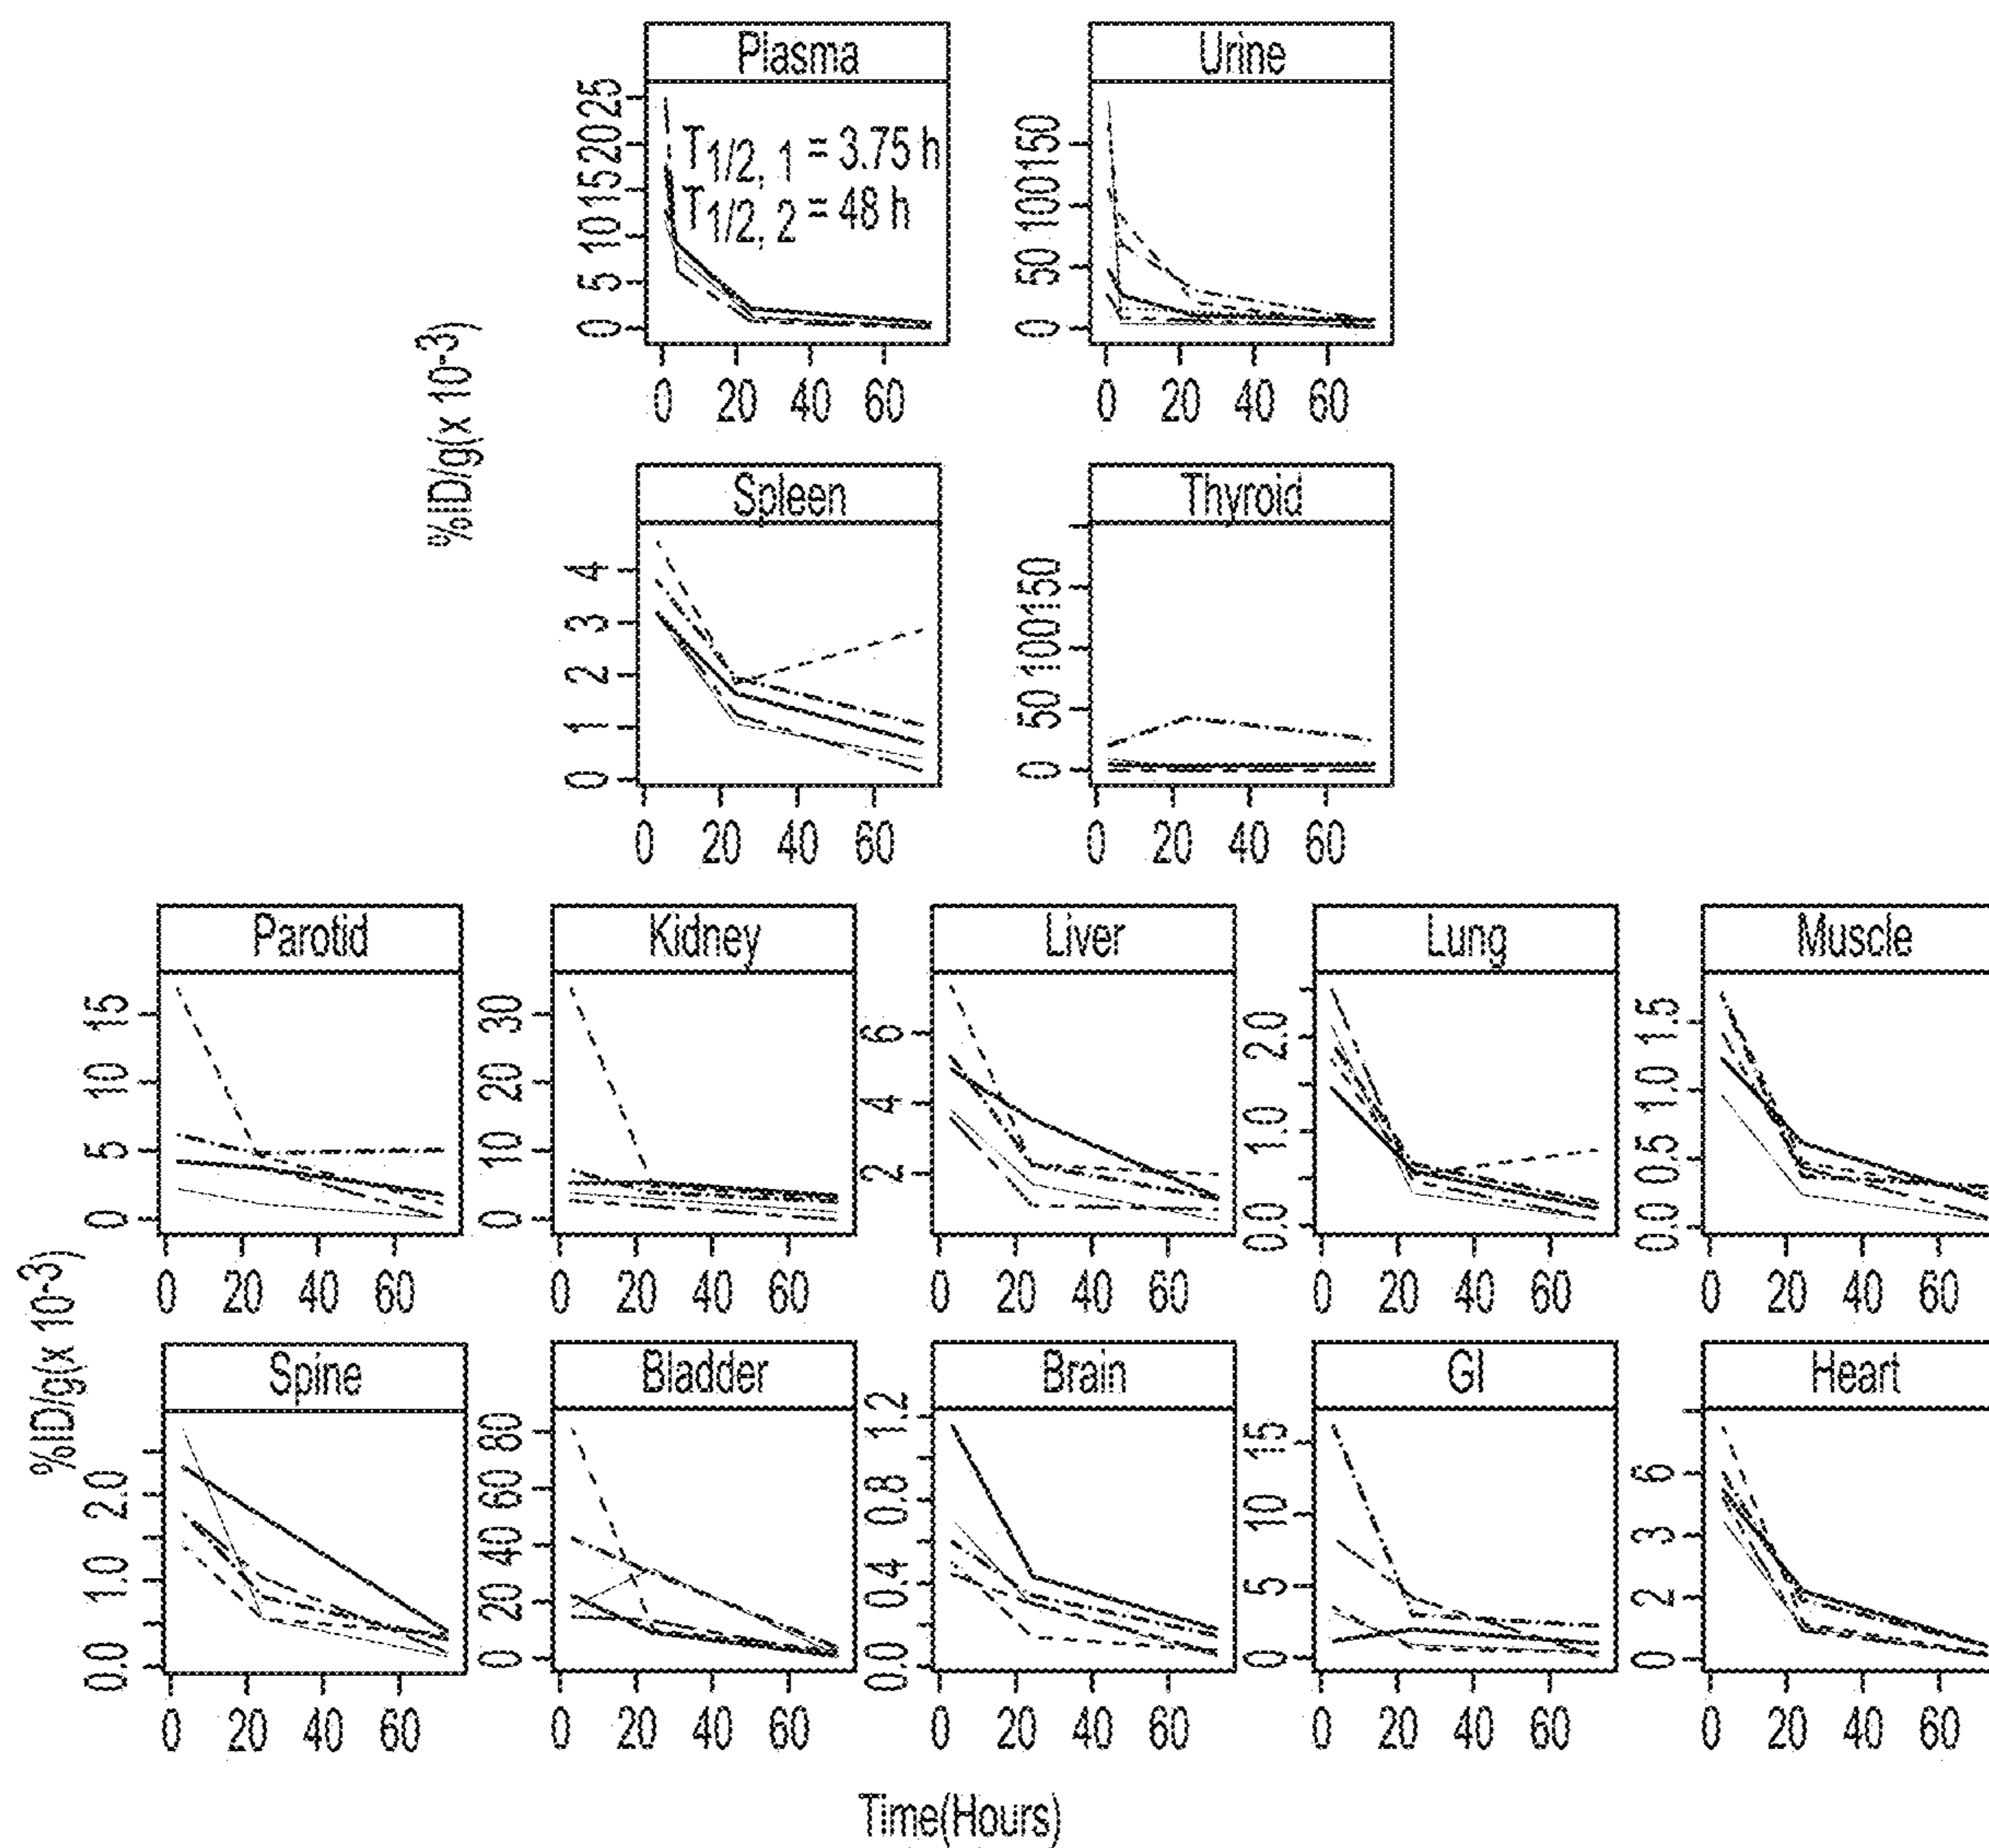 Plasma
25
20
15
10
5
0
T1/2, 1 = 3.75 h
T1/2, 2 = 48 h
0 20 40 60
Urine
150
100
50
0
0 20 40 60
%ID/g(x 10-3)
Spleen
4
3
2
1
0
0 20 40 60
Thyroid
150
100
50
0
0 20 40 60
Parotid
15
10
5
0
0 20 40 60
Kidney
30
20
10
0
0 20 40 60
Liver
6
4
2
0 20 40 60
Lung
2.0
1.0
0.0
0 20 40 60
Muscle
1.5
1.0
0.5
0.0
0 20 40 60
%ID/g(x 10-3)
Spine
2.0
1.0
0.0
0 20 40 60
Bladder
80
60
40
20
0
0 20 40 60
Brain
1.2
0.8
0.4
0.0
0 20 40 60
GI
15
10
5
0
0 20 40 60
Heart
6
3
2
0
0 20 40 60
Time(Hours)